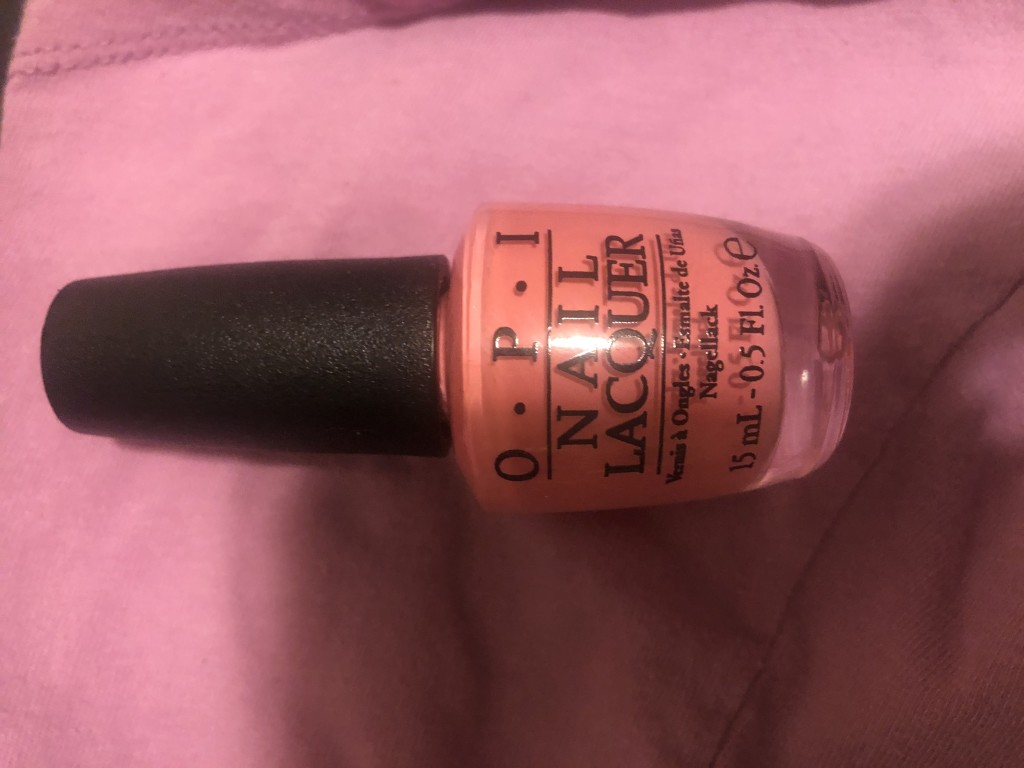 O·P·I
NAIL
LACQUER
Vernis à Ongles · Esmalte de Uñas
Nagellack
15 mL - 0.5 Fl Oz. ℮